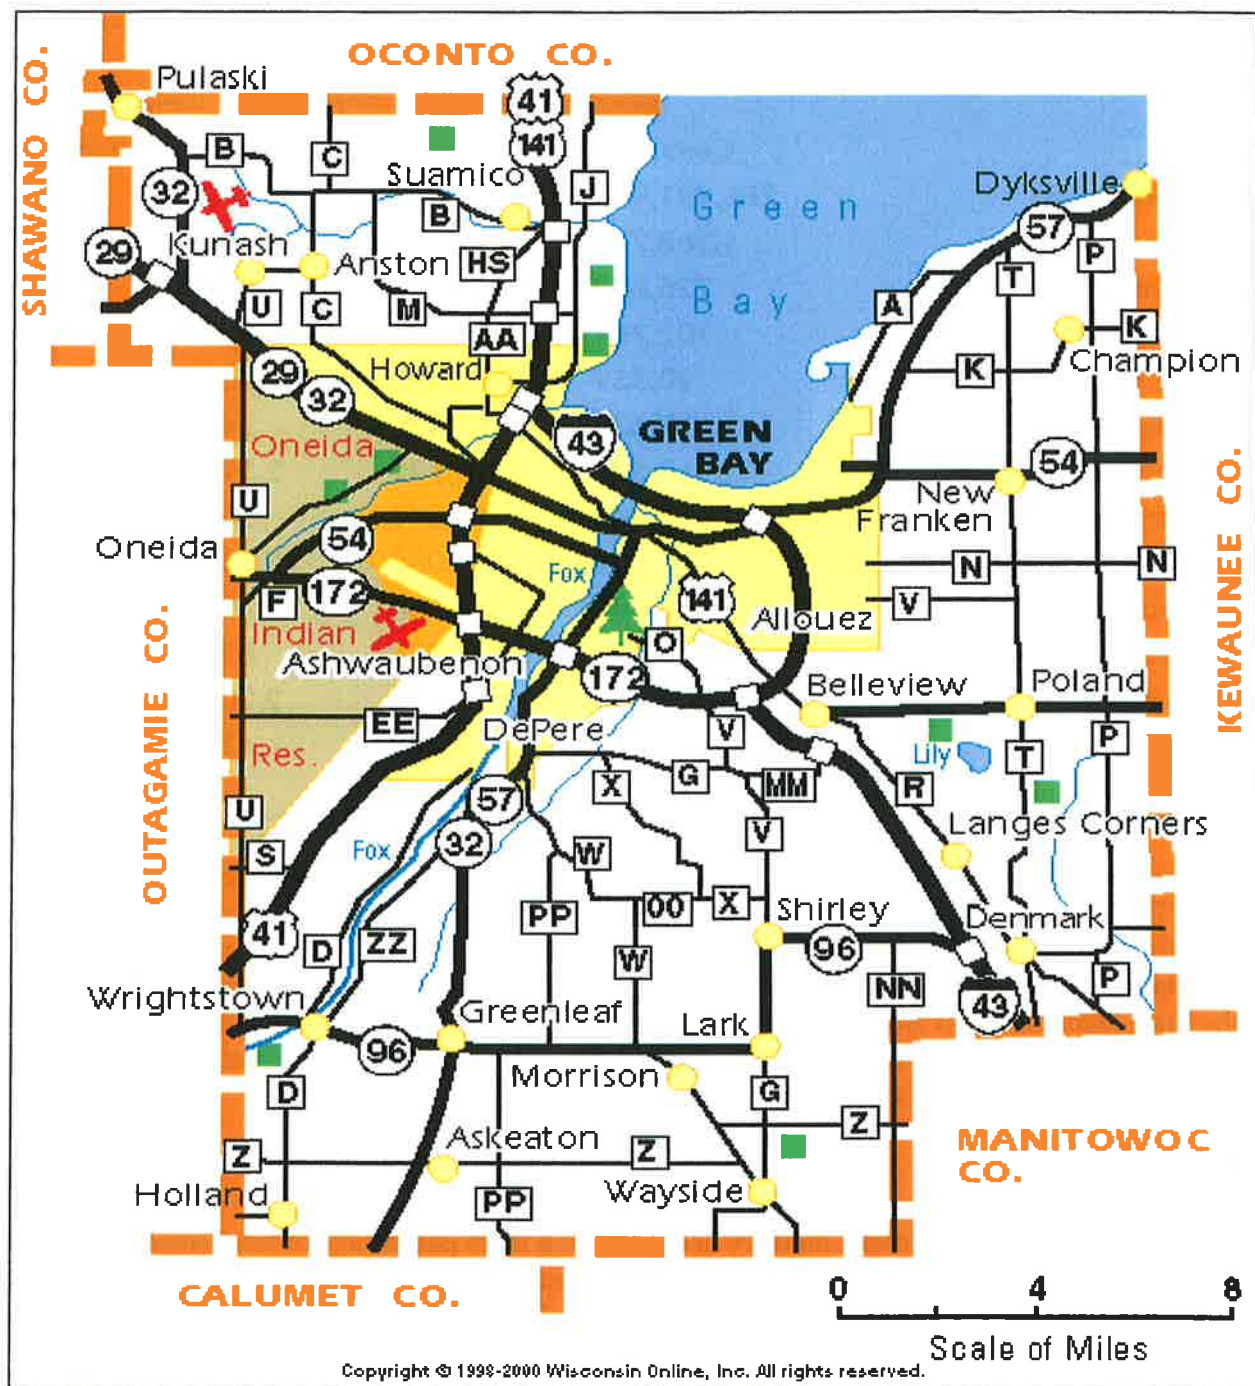 OCONTO CO.
SHAWANO CO.
Pulaski
41
141
B
C
Suamico
J
Dyksville
32
B
Green
57
P
29
Kunash
Anston
HS
T
U
C
M
Bay
A
K
AA
Champion
29
Howard
K
32
43
GREEN
BAY
Oneida
54
KEWAUNEE CO.
U
New
Franken
Oneida
54
Fox
N
N
F
172
141
V
Indian
Allouez
O
Ashwaubenon
172
Belleview
Poland
OUTAGAMIE CO.
EE
DePere
V
P
Res.
Lily
T
X
G
MM
R
U
57
V
Langes Corners
S
Fox
32
W
41
PP
OO
X
Shirley
Denmark
D
ZZ
W
96
P
Wrightstown
NN
43
Greenleaf
Lark
96
Morrison
D
G
Z
Askeaton
MANITOWOC
CO.
Z
Z
Holland
PP
Wayside
CALUMET CO.
0 4 8
Scale of Miles
Copyright © 1998-2000 Wisconsin Online, Inc. All rights reserved.